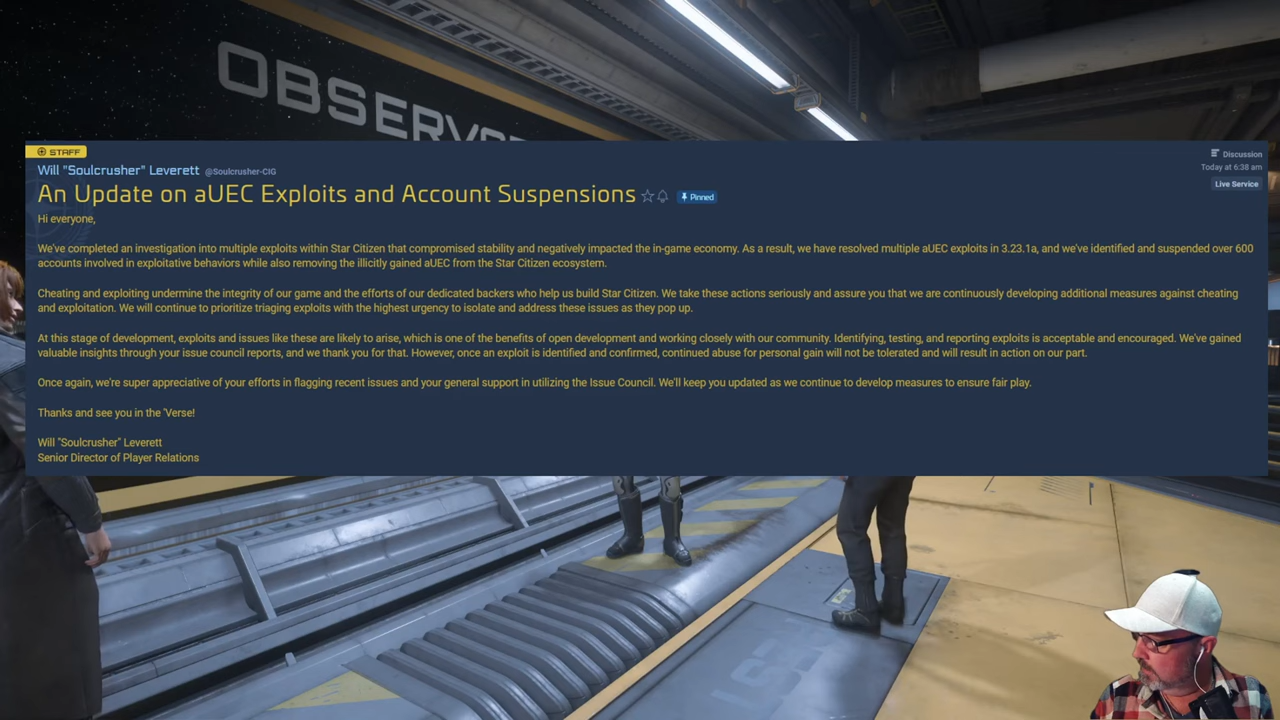 OBSERV
STAFF
Will "Soulcrusher" Leverett @Soulcrusher-CIG
Discussion
Today at 6:38 am
Live Service
An Update on aUEC Exploits and Account Suspensions
Pinned
Hi everyone,
We've completed an investigation into multiple exploits within Star Citizen that compromised stability and negatively impacted the in-game economy. As a result, we have resolved multiple aUEC exploits in 3.23.1a, and we've identified and suspended over 600
accounts involved in exploitative behaviors while also removing the illicitly gained aUEC from the Star Citizen ecosystem.
Cheating and exploiting undermine the integrity of our game and the efforts of our dedicated backers who help us build Star Citizen. We take these actions seriously and assure you that we are continuously developing additional measures against cheating
and exploitation. We will continue to prioritize triaging exploits with the highest urgency to isolate and address these issues as they pop up.
At this stage of development, exploits and issues like these are likely to arise, which is one of the benefits of open development and working closely with our community. Identifying, testing, and reporting exploits is acceptable and encouraged. We've gained
valuable insights through your issue council reports, and we thank you for that. However, once an exploit is identified and confirmed, continued abuse for personal gain will not be tolerated and will result in action on our part.
Once again, we're super appreciative of your efforts in flagging recent issues and your general support in utilizing the Issue Council. We'll keep you updated as we continue to develop measures to ensure fair play.
Thanks and see you in the 'Verse!
Will "Soulcrusher" Leverett
Senior Director of Player Relations